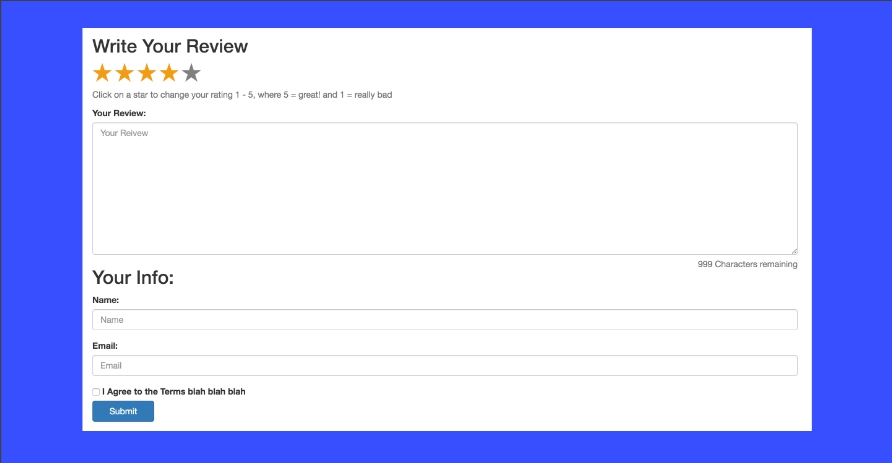 Write Your Review
Click on a star to change your rating 1 - 5, where 5 = great! and 1 = really bad
Your Review:
Your Reivew
999 Characters remaining
Your Info:
Name:
Name
Email:
Email
I Agree to the Terms blah blah blah
Submit